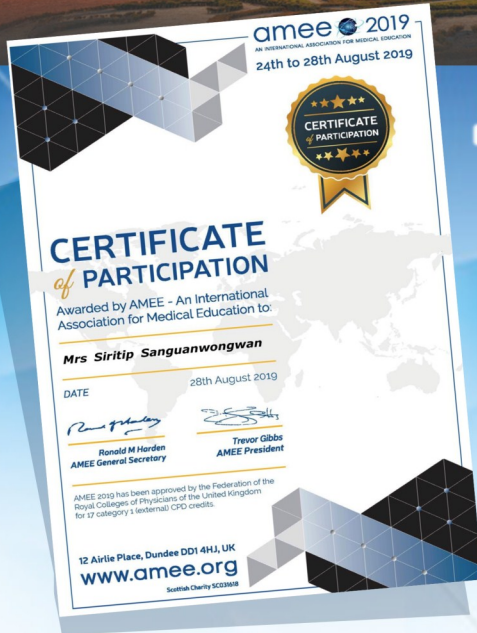 amee 2019
AN INTERNATIONAL ASSOCIATION FOR MEDICAL EDUCATION
24th to 28th August 2019
CERTIFICATE
of PARTICIPATION
CERTIFICATE
of PARTICIPATION
Awarded by AMEE - An International
Association for Medical Education to:
Mrs Siritip Sanguanwongwan
DATE
28th August 2019
Ronald M Harden
AMEE General Secretary
Trevor Gibbs
AMEE President
AMEE 2019 has been approved by the Federation of the
Royal Colleges of Physicians of the United Kingdom
for 17 category 1 (external) CPD credits.
12 Airlie Place, Dundee DD1 4HJ, UK
www.amee.org
Scottish Charity SC031618